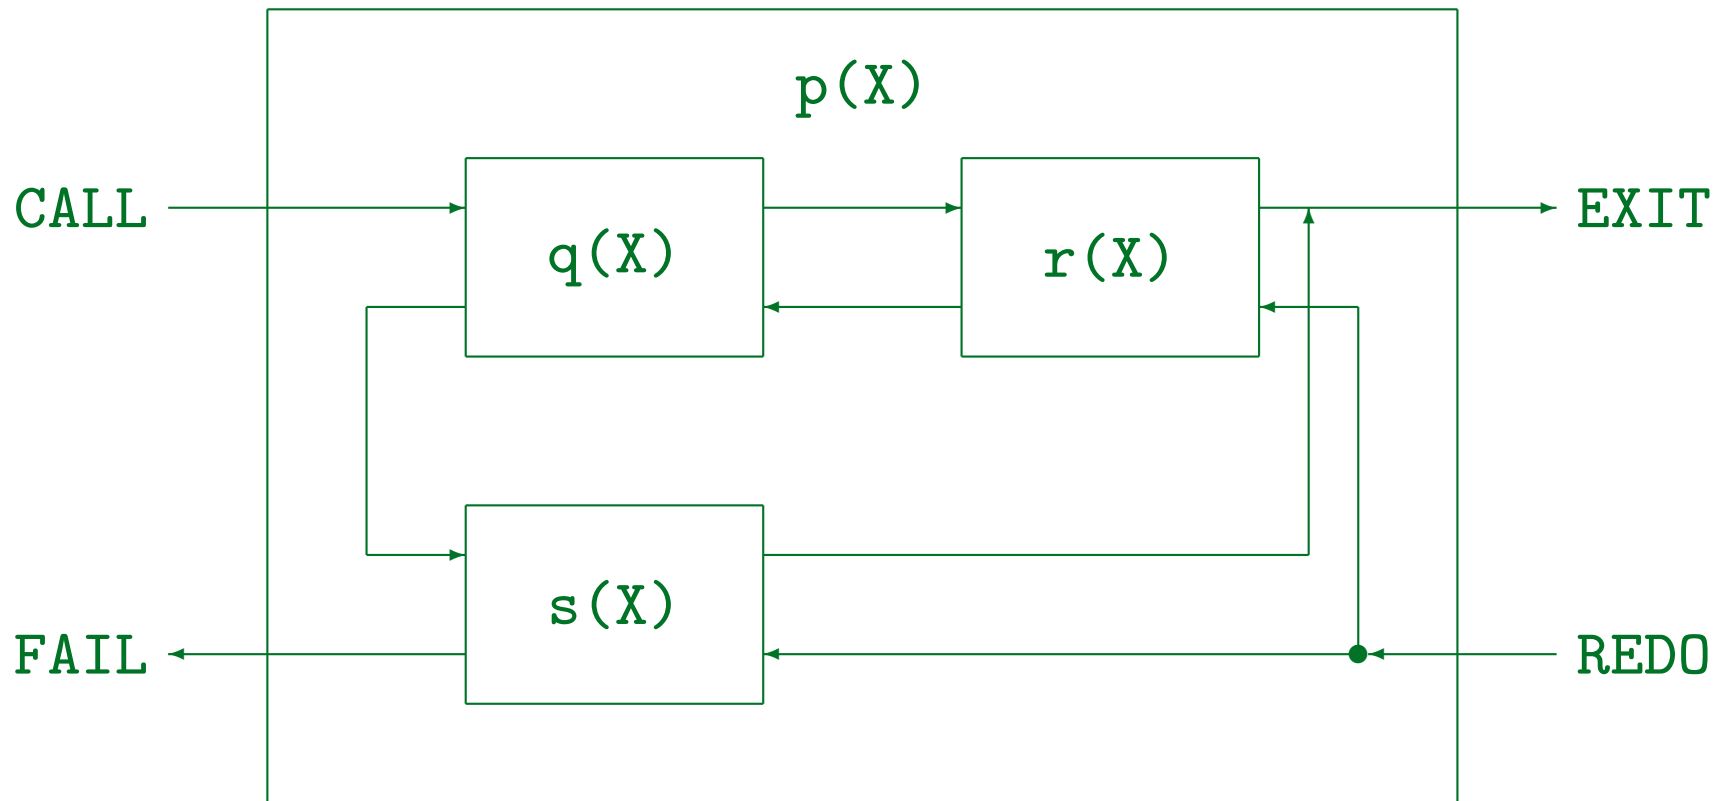 p(X)
CALL
EXIT
q(X)
r(X)
s(X)
FAIL
REDO